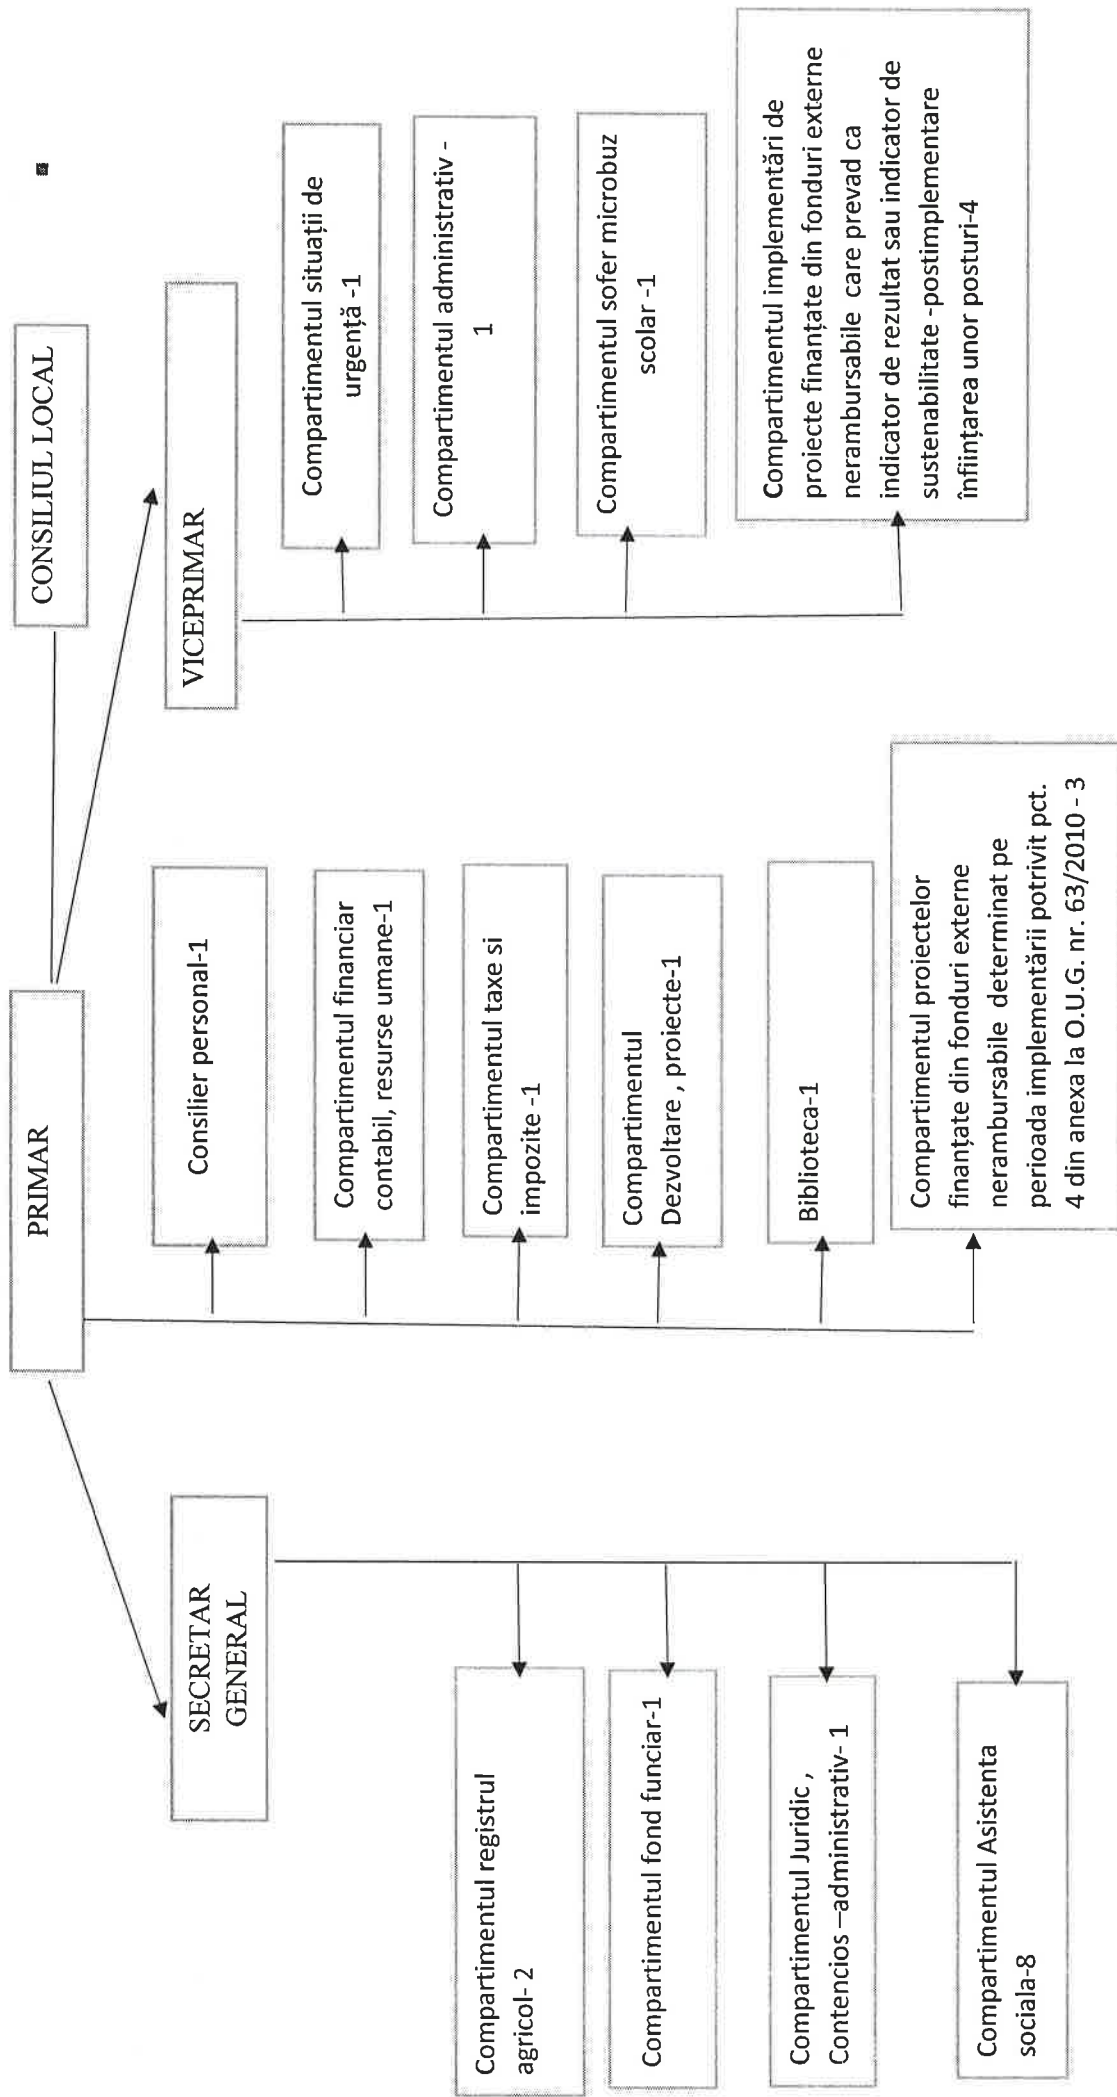 PRIMAR
CONSILIUL LOCAL
SECRETAR
GENERAL
VICEPRIMAR
Compartimentul registrul
agricol- 2
Compartimentul fond funciar-1
Compartimentul Juridic ,
Contencios –administrativ- 1
Compartimentul Asistenta
sociala-8
Consilier personal-1
Compartimentul financiar
contabil, resurse umane-1
Compartimentul taxe si
impozite -1
Compartimentul
Dezvoltare , proiecte-1
Biblioteca-1
Compartimentul proiectelor
finanțate din fonduri externe
nerambursabile determinat pe
perioada implementării potrivit pct.
4 din anexa la O.U.G. nr. 63/2010 - 3
Compartimentul situații de
urgență -1
Compartimentul administrativ -
1
Compartimentul sofer microbuz
scolar -1
Compartimentul implementări de
proiecte finanțate din fonduri externe
nerambursabile care prevad ca
indicator de rezultat sau indicator de
sustenabilitate -postimplementare
înființarea unor posturi-4